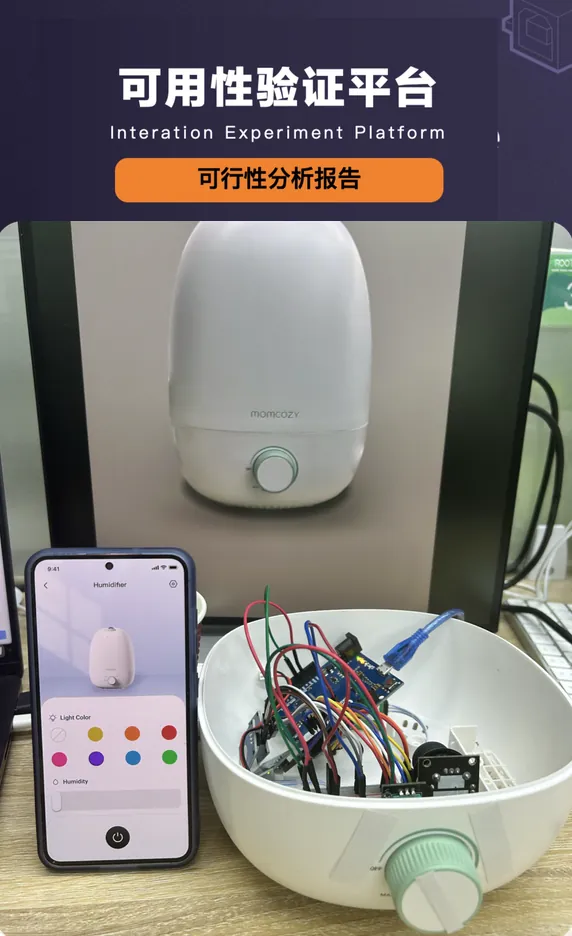 可用性验证平台
Interation Experiment Platform
可行性分析报告
momcozy
9:41
Humidifier
Light Color
Humidity
OFF